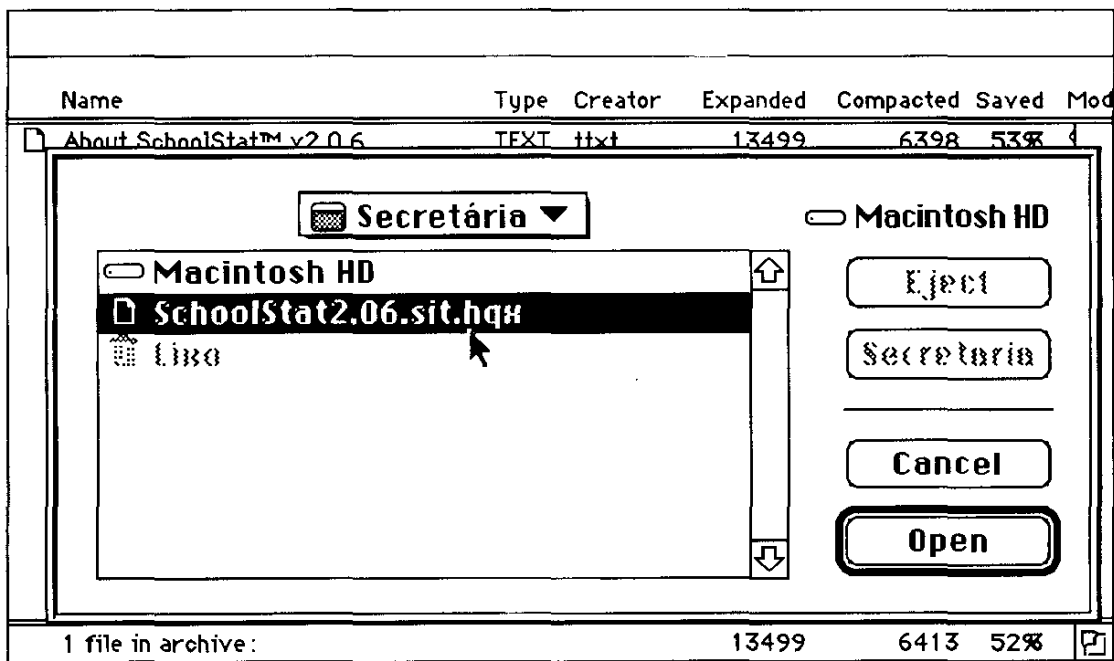 Name Type Creator Expanded Compacted Saved Mod
About SchoolStat™ v2.0.6 TEXT ttxt 13499 6398 53%
Secretária
Macintosh HD
Macintosh HD
SchoolStat2.06.sit.hqx
Lixo
Eject
Secretaria
Cancel
Open
1 file in archive: 13499 6413 52%